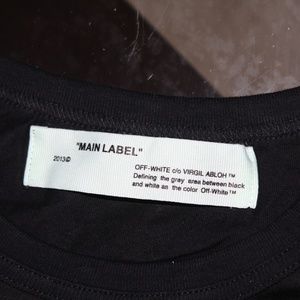 "MAIN LABEL"
2013©
OFF-WHITE c/o VIRGIL ABLOH™
Defining the grey area between black
and white as the color Off-White™